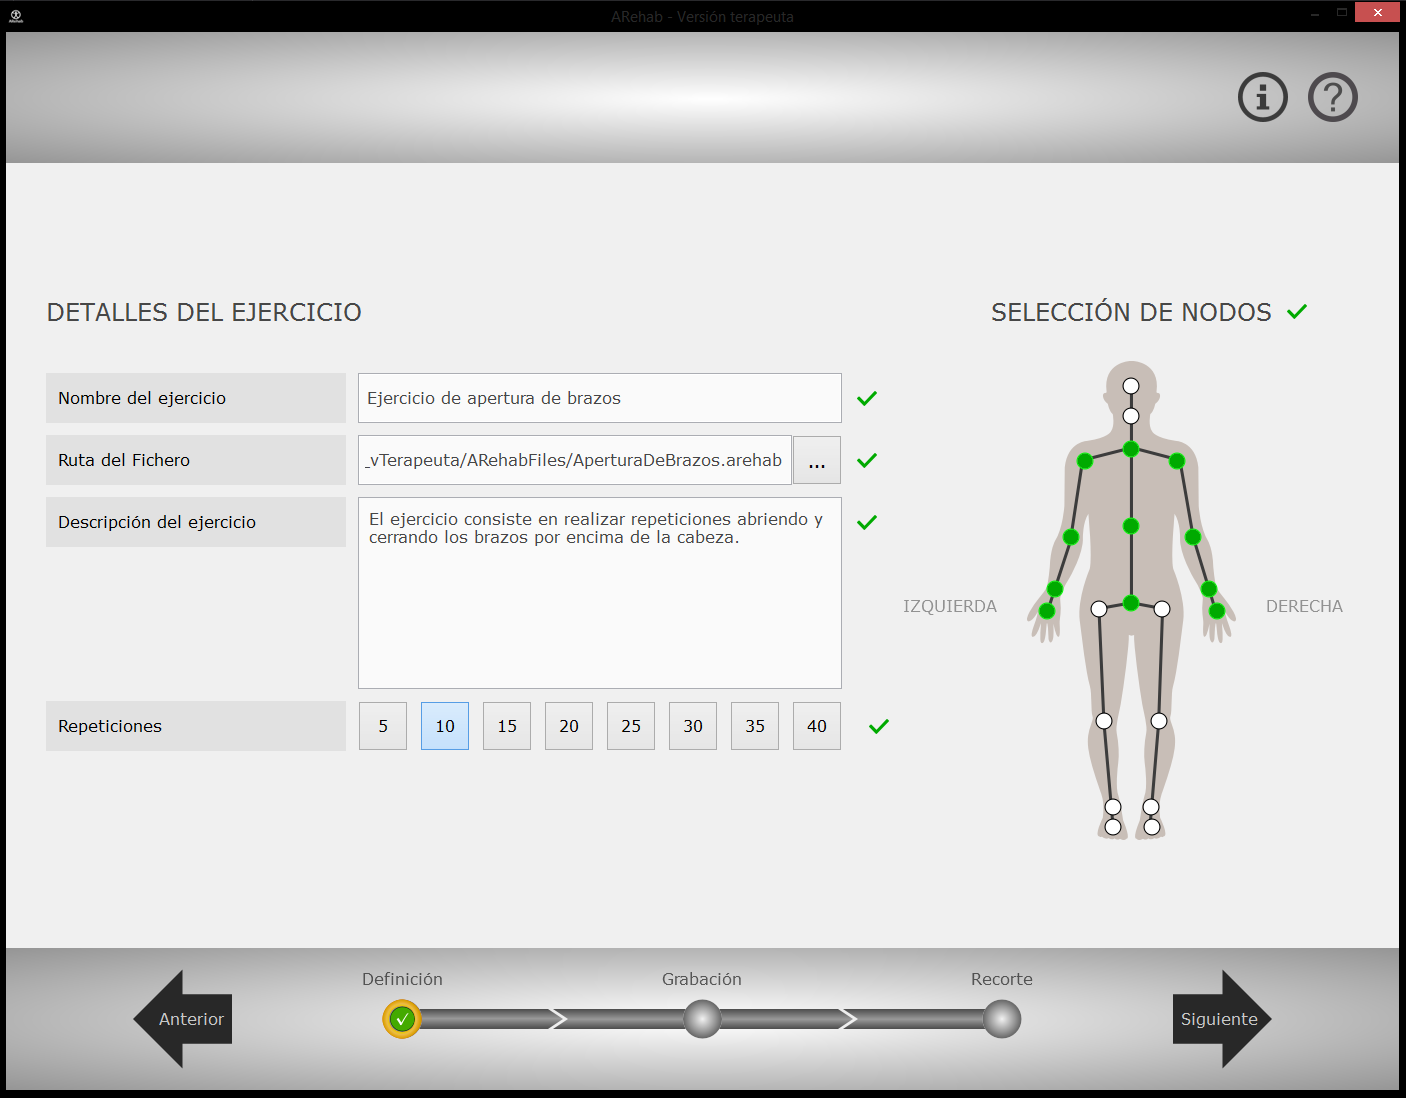 ARehab - Versión terapeuta
DETALLES DEL EJERCICIO
SELECCIÓN DE NODOS
Nombre del ejercicio
Ejercicio de apertura de brazos
Ruta del Fichero
_vTerapeuta/ARehabFiles/AperturaDeBrazos.arehab
...
Descripción del ejercicio
El ejercicio consiste en realizar repeticiones abriendo y
cerrando los brazos por encima de la cabeza.
IZQUIERDA
DERECHA
Repeticiones
5 10 15 20 25 30 35 40
Definición
Grabación
Recorte
Anterior
Siguiente